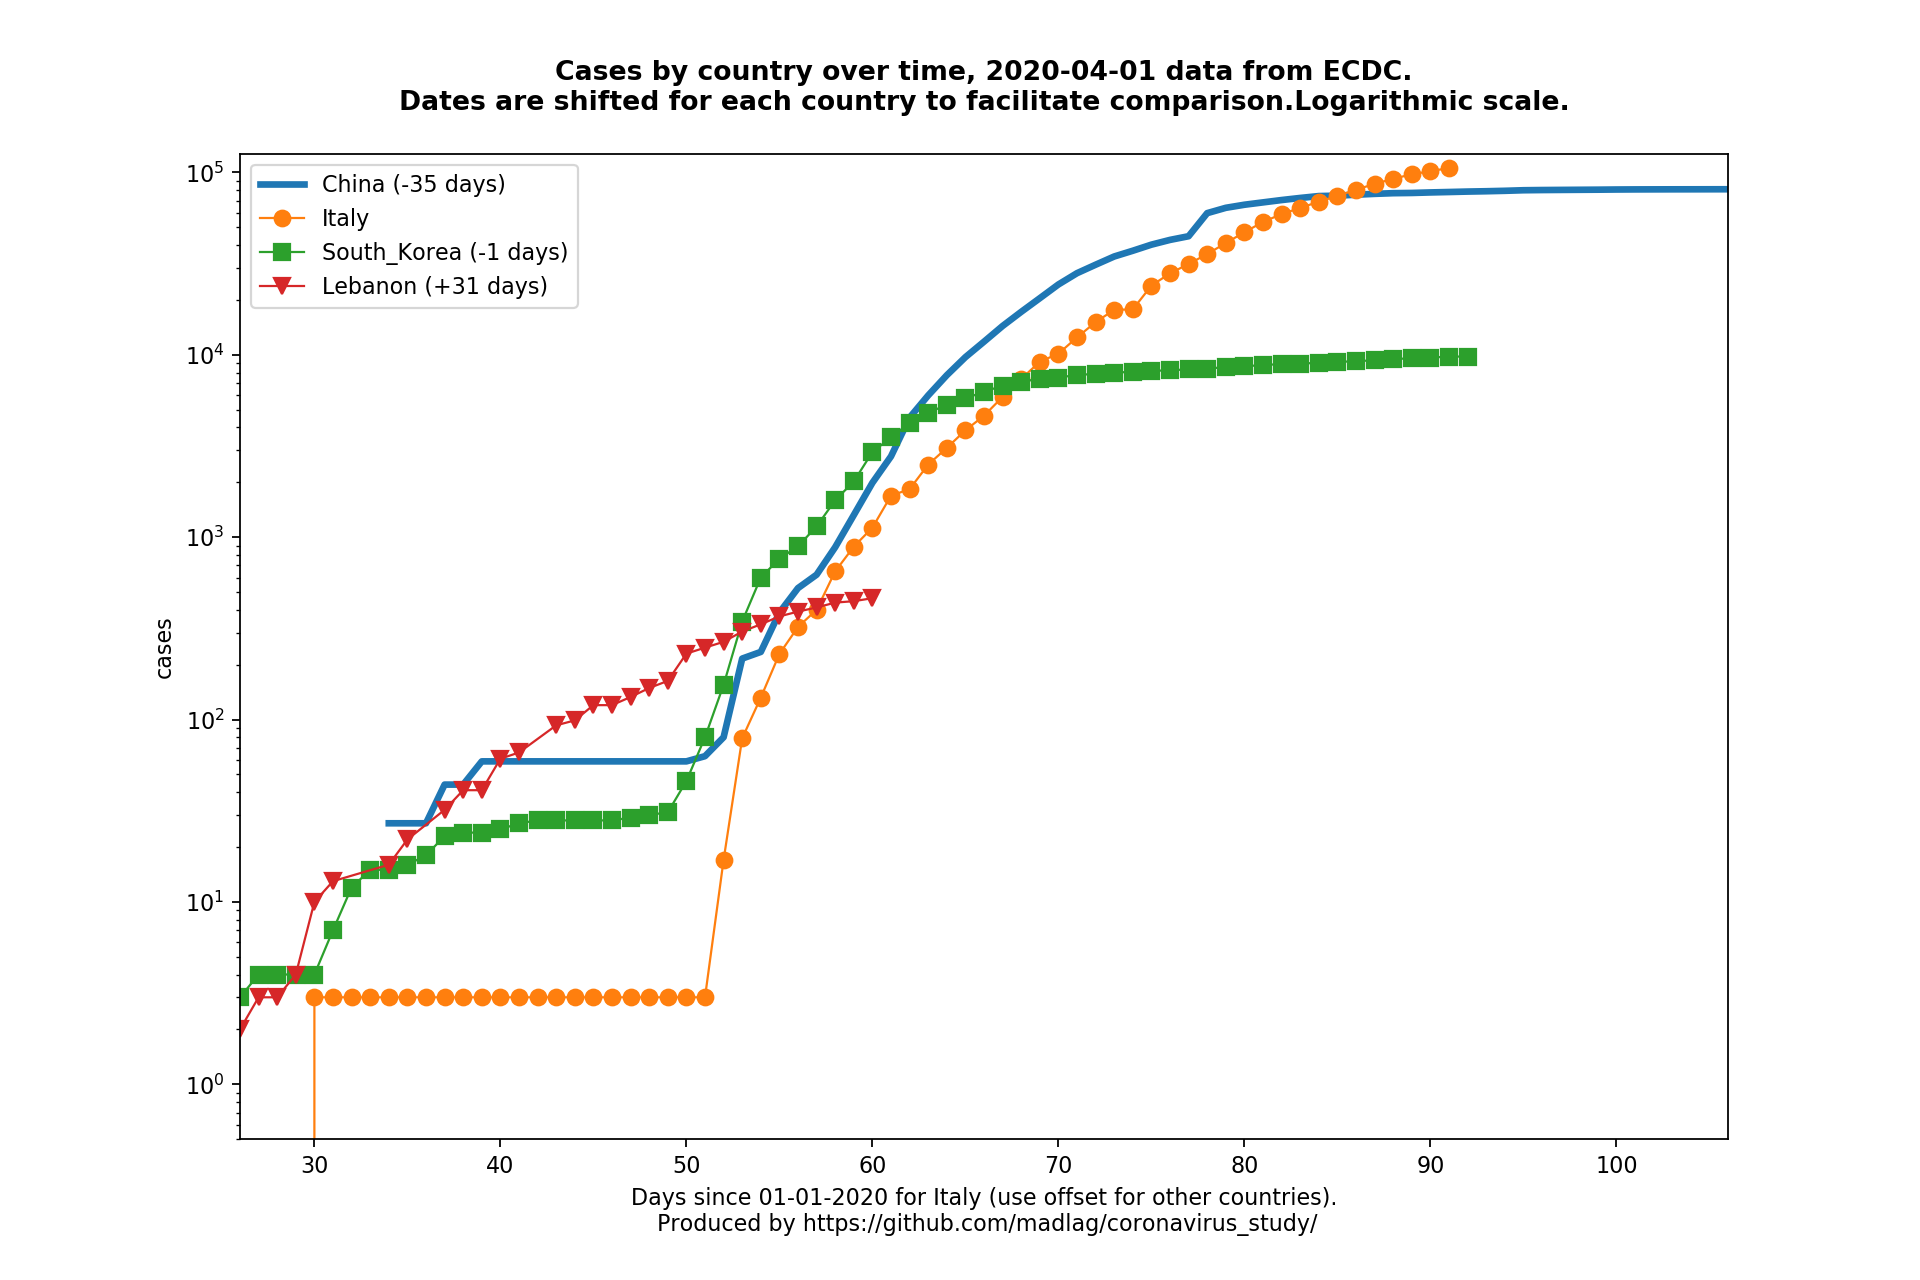 Cases by country over time, 2020-04-01 data from ECDC.
Dates are shifted for each country to facilitate comparison.Logarithmic scale.
China (-35 days)
Italy
South_Korea (-1 days)
Lebanon (+31 days)
10^5
10^4
10^3
10^2
10^1
10^0
cases
30 40 50 60 70 80 90 100
Days since 01-01-2020 for Italy (use offset for other countries).
Produced by https://github.com/madlag/coronavirus_study/